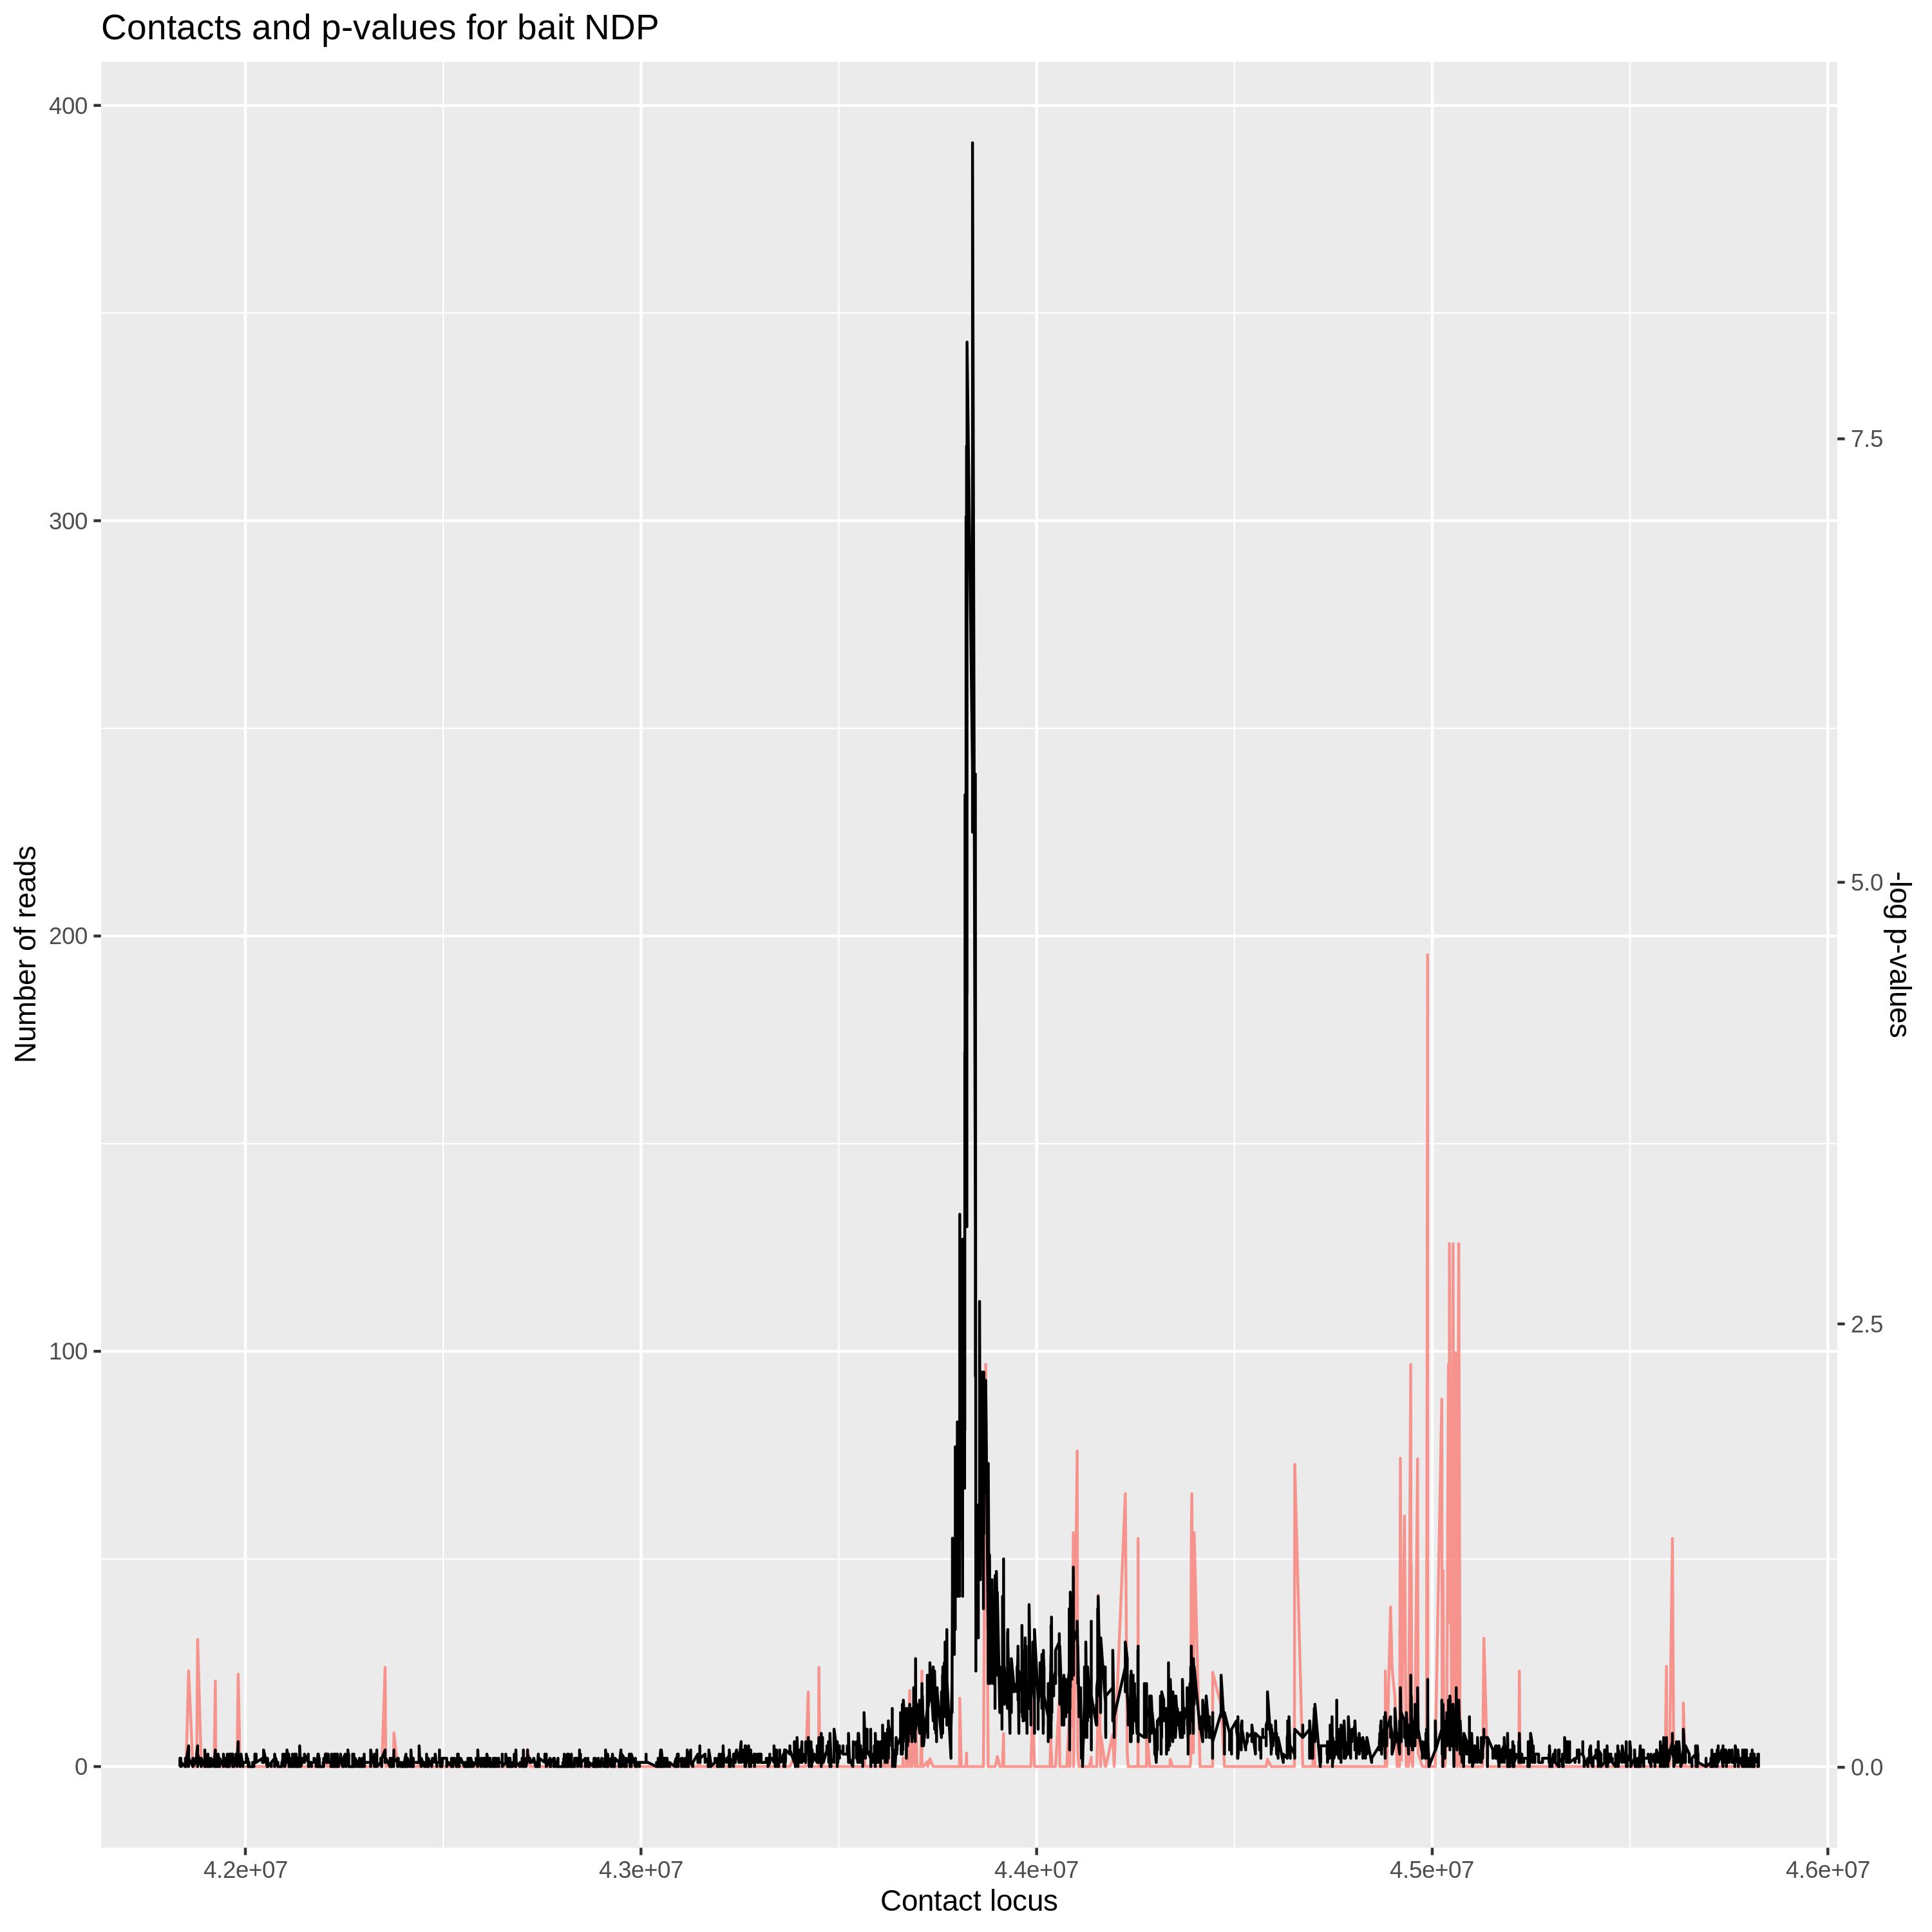 Contacts and p-values for bait NDP
400
300
200
100
0
Number of reads
7.5
5.0
2.5
0.0
-log p-values
4.2e+07
4.3e+07
4.4e+07
4.5e+07
4.6e+07
Contact locus